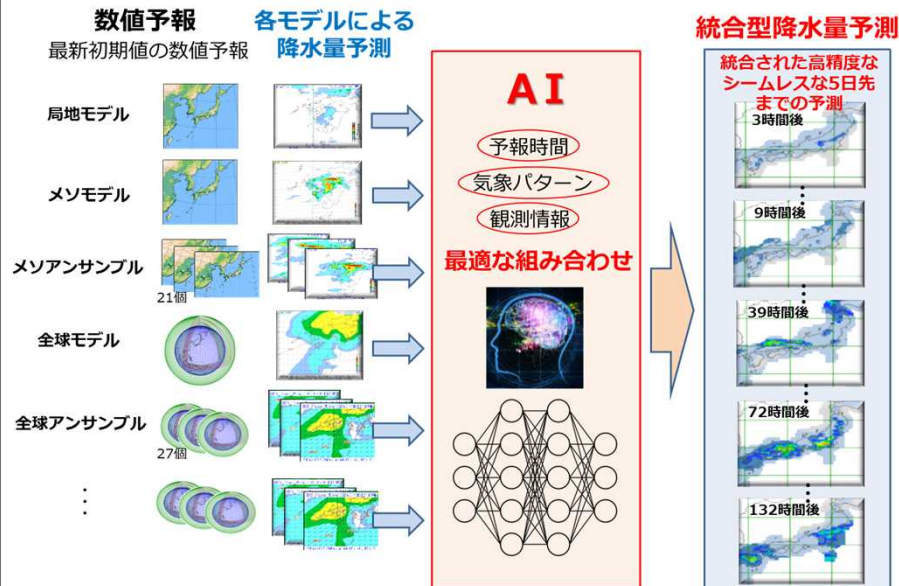 数値予報
最新初期値の数値予報
各モデルによる
降水量予測
局地モデル
メソモデル
メソアンサンブル
21個
全球モデル
全球アンサンブル
27個
⋮
AI
予報時間
気象パターン
観測情報
最適な組み合わせ
統合型降水量予測
統合された高精度な
シームレスな5日先
までの予測
3時間後
9時間後
39時間後
72時間後
132時間後